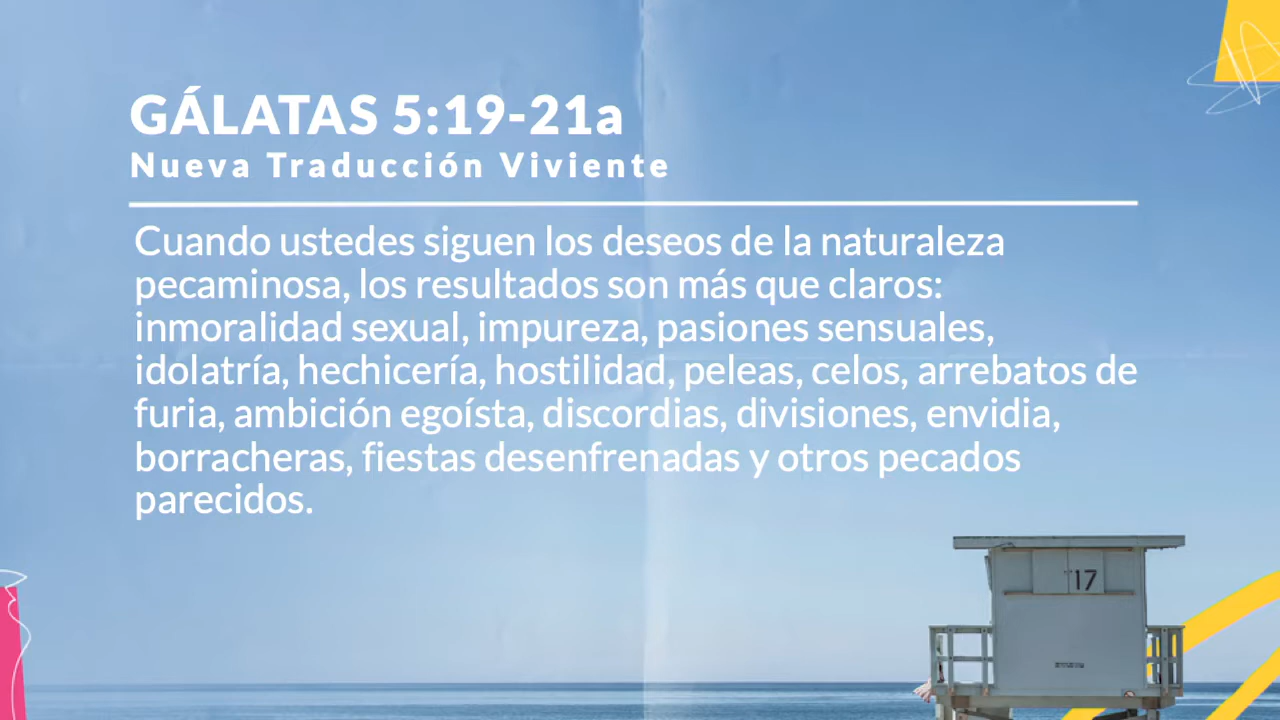 GÁLATAS 5:19-21a
Nueva Traducción Viviente
Cuando ustedes siguen los deseos de la naturaleza
pecaminosa, los resultados son más que claros:
inmoralidad sexual, impureza, pasiones sensuales,
idolatría, hechicería, hostilidad, peleas, celos, arrebatos de
furia, ambición egoísta, discordias, divisiones, envidia,
borracheras, fiestas desenfrenadas y otros pecados
parecidos.
17